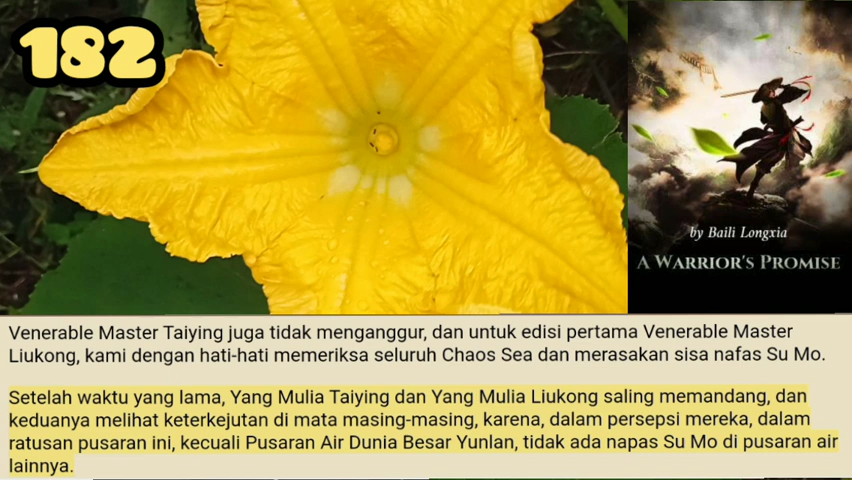 182
by Baili Longxia
A WARRIOR'S PROMISE
Venerable Master Taiying juga tidak menganggur, dan untuk edisi pertama Venerable Master
Liukong, kami dengan hati-hati memeriksa seluruh Chaos Sea dan merasakan sisa nafas Su Mo.
Setelah waktu yang lama, Yang Mulia Taiying dan Yang Mulia Liukong saling memandang, dan
keduanya melihat keterkejutan di mata masing-masing, karena, dalam persepsi mereka, dalam
ratusan pusaran ini, kecuali Pusaran Air Dunia Besar Yunlan, tidak ada napas Su Mo di pusaran air
lainnya.